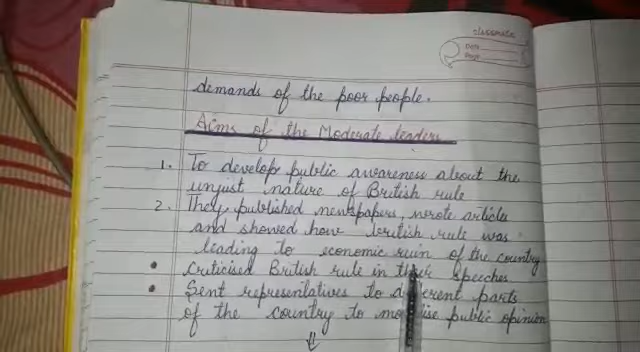 classmate
Date
Page
demands of the poor people.
Aims of the Moderate leaders
1. To develop public awareness about the
unjust nature of British rule
2. They published newspapers, wrote articles
and showed how british rule was
leading to economic ruin of the country
• Criticised British rule in their speeches
• Sent representatives to different parts
of the country to mobilise public opinion
⇓